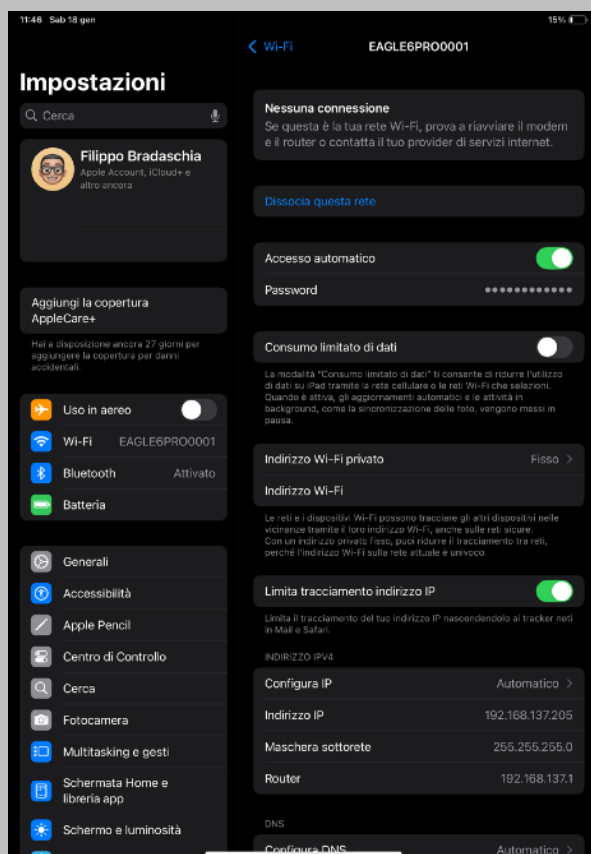 11:46 Sab 18 gen
15%
Impostazioni
Cerca
Filippo Bradaschia
Apple Account, iCloud+ e
altro ancora
Aggiungi la copertura
AppleCare+
Hai a disposizione ancora 27 giorni per
aggiungere la copertura per danni
accidentali.
Uso in aereo
Wi-Fi EAGLE6PRO0001
Bluetooth Attivato
Batteria
Generali
Accessibilità
Apple Pencil
Centro di Controllo
Cerca
Fotocamera
Multitasking e gesti
Schermata Home e
libreria app
Schermo e luminosità
Wi-Fi EAGLE6PRO0001
Nessuna connessione
Se questa è la tua rete Wi-Fi, prova a riavviare il modem
e il router o contatta il tuo provider di servizi internet.
Dissocia questa rete
Accesso automatico
Password ●●●●●●●●●●●●
Consumo limitato di dati
La modalità "Consumo limitato di dati" ti consente di ridurre l'utilizzo
di dati su iPad tramite la rete cellulare o le reti Wi-Fi che selezioni.
Quando è attiva, gli aggiornamenti automatici e le attività in
background, come la sincronizzazione delle foto, vengono messi in
pausa.
Indirizzo Wi-Fi privato Fisso
Indirizzo Wi-Fi
Le reti e i dispositivi Wi-Fi possono tracciare gli altri dispositivi nelle
vicinanze tramite il loro indirizzo Wi-Fi, anche sulle reti sicure.
Con un indirizzo privato fisso, puoi ridurre il tracciamento tra reti,
perché l'indirizzo Wi-Fi sulla rete attuale è univoco.
Limita tracciamento indirizzo IP
Limita il tracciamento del tuo indirizzo IP nascondendolo ai tracker noti
in Mail e Safari.
INDIRIZZO IPV4
Configura IP Automatico
Indirizzo IP 192.168.137.205
Maschera sottorete 255.255.255.0
Router 192.168.137.1
DNS
Configura DNS Automatico